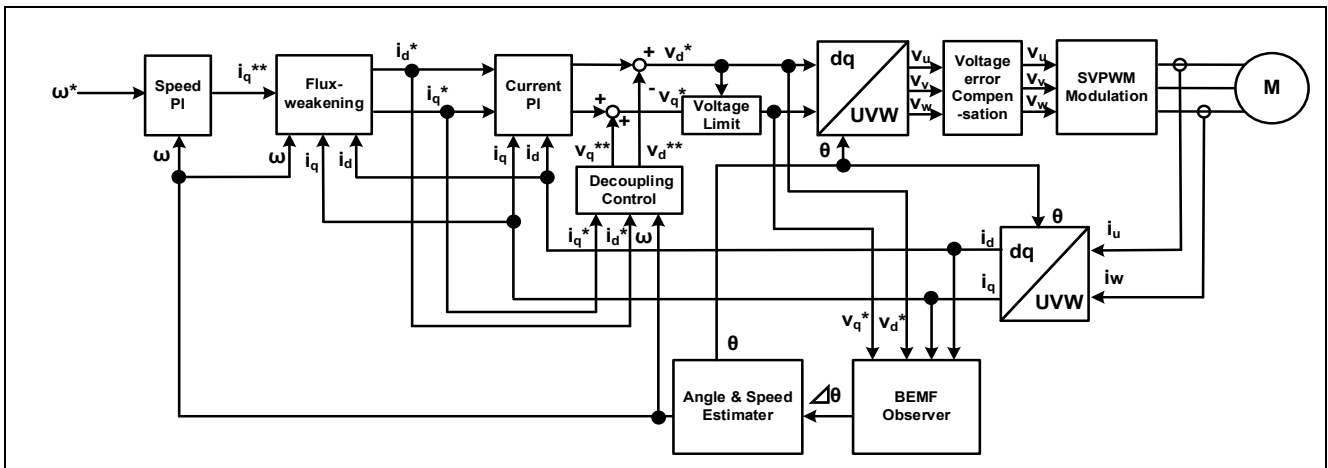 ω*
Speed
PI
iq**
Flux-
weakening
id*
iq*
Current
PI
+
vd*
-
+
+
vq*
Voltage
Limit
dq
UVW
vu
vv
vw
Voltage
error
Compen
-sation
vu
vv
vw
SVPWM
Modulation
M
ω
ω
iq
id
iq
id
vq**
vd**
Decoupling
Control
θ
iq*
id*
ω
θ
id
dq
iu
iq
UVW
iw
vq*
vd*
θ
Angle & Speed
Estimater
⊿θ
BEMF
Observer